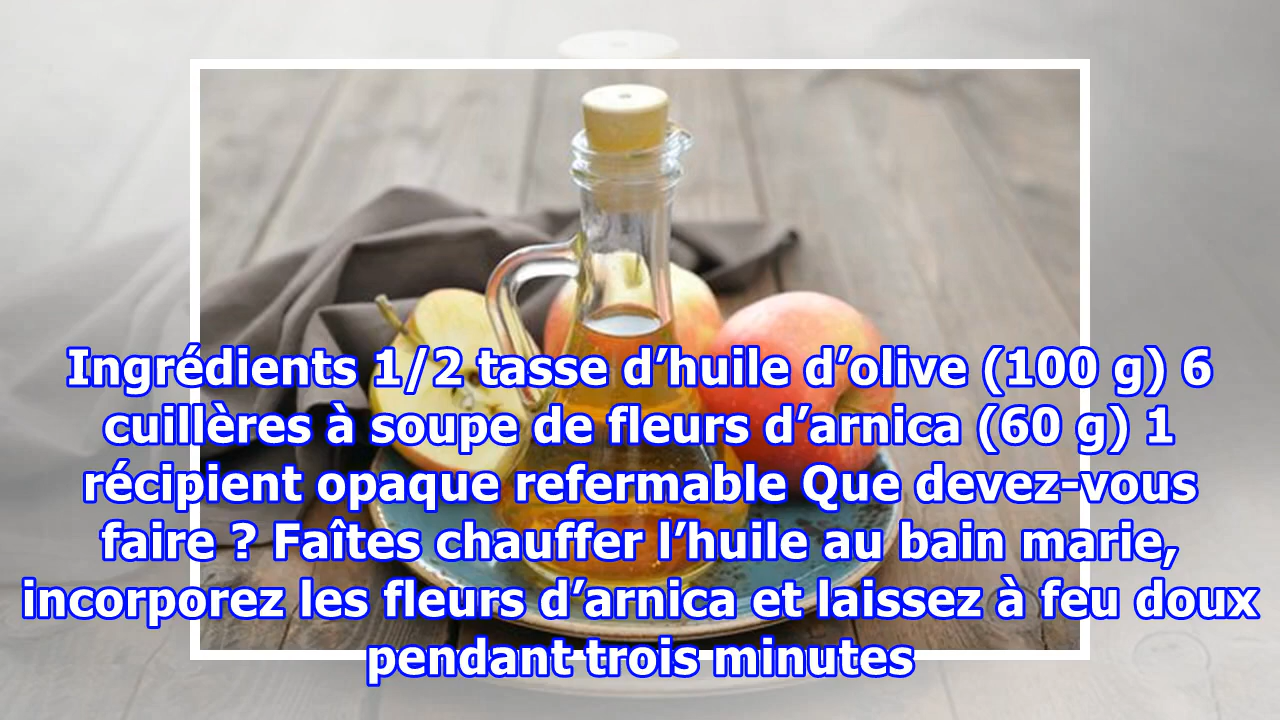 Ingrédients 1/2 tasse d’huile d’olive (100 g) 6
cuillères à soupe de fleurs d’arnica (60 g) 1
récipient opaque refermable Que devez-vous
faire ? Faîtes chauffer l’huile au bain marie,
incorporez les fleurs d’arnica et laissez à feu doux
pendant trois minutes